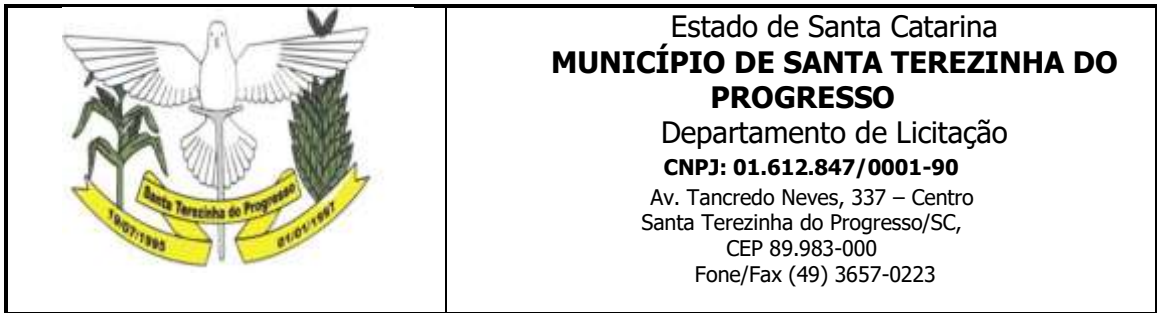 Santa Terezinha do Progresso
19/07/1995
01/01/1997
Estado de Santa Catarina
MUNICÍPIO DE SANTA TEREZINHA DO
PROGRESSO
Departamento de Licitação
CNPJ: 01.612.847/0001-90
Av. Tancredo Neves, 337 – Centro
Santa Terezinha do Progresso/SC,
CEP 89.983-000
Fone/Fax (49) 3657-0223